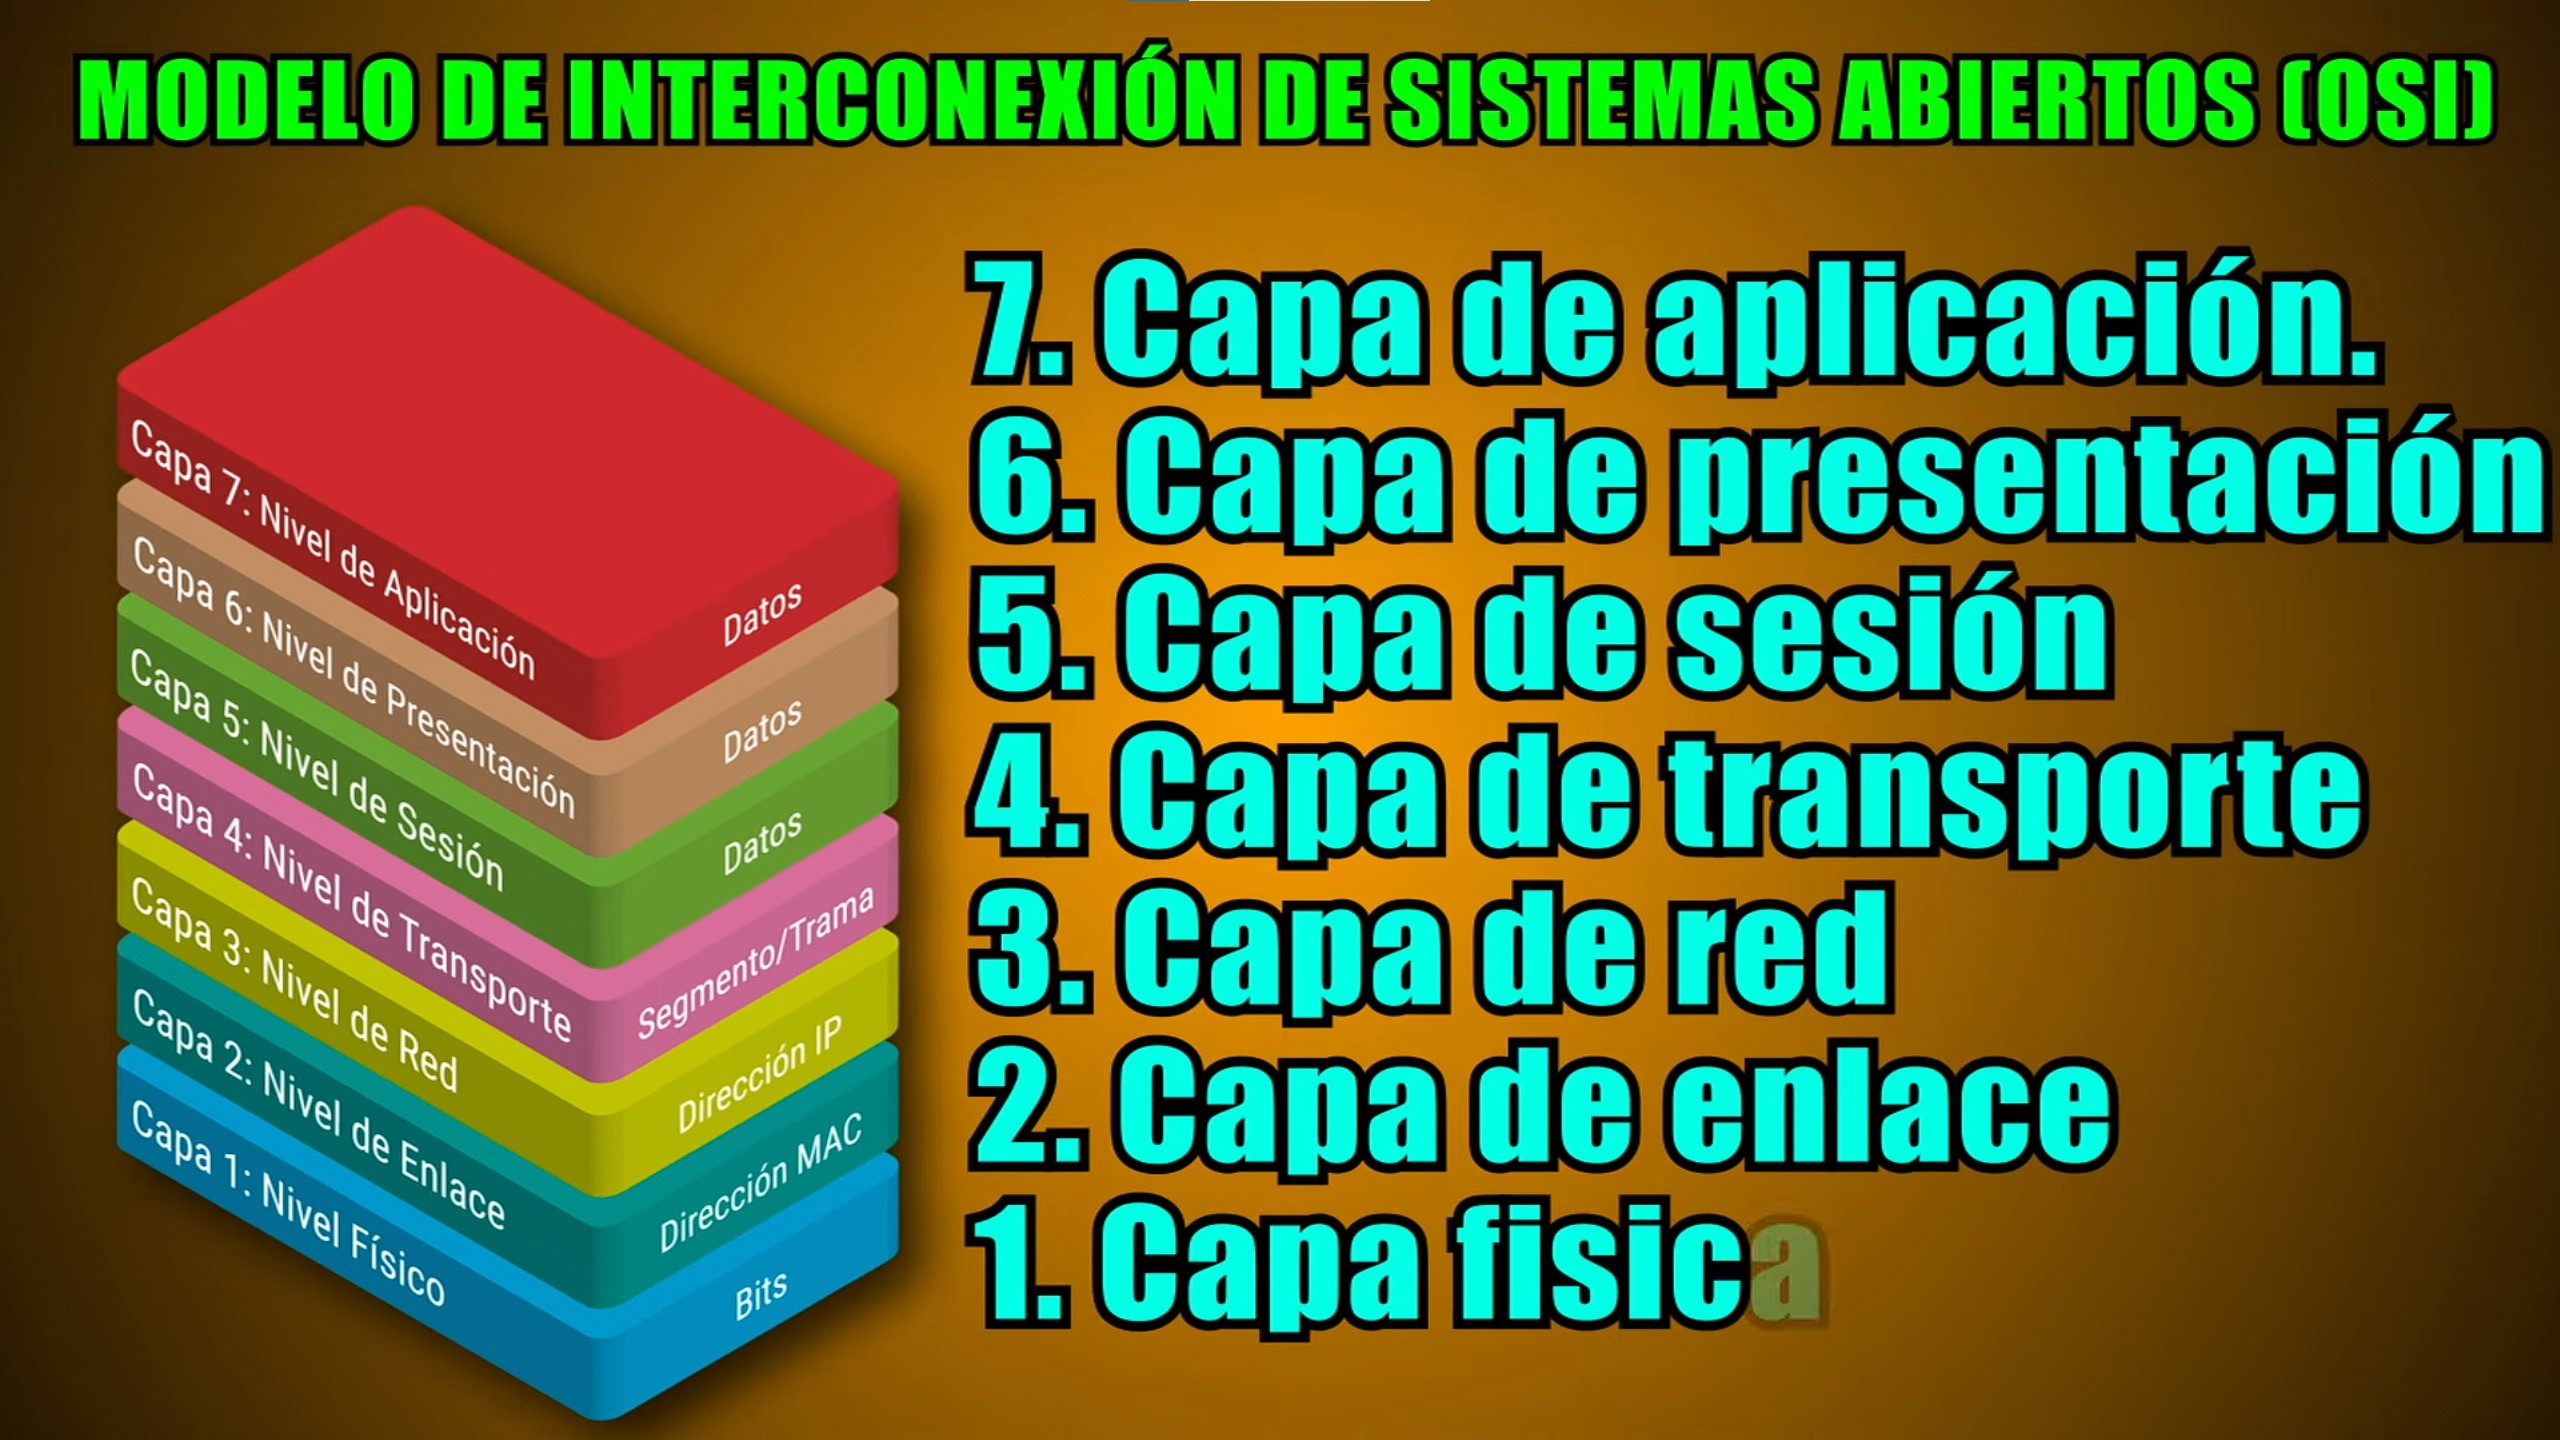 MODELO DE INTERCONEXIÓN DE SISTEMAS ABIERTOS (OSI)
Capa 7: Nivel de Aplicación
Datos
Capa 6: Nivel de Presentación
Datos
Capa 5: Nivel de Sesión
Datos
Capa 4: Nivel de Transporte
Segmento/Trama
Capa 3: Nivel de Red
Dirección IP
Capa 2: Nivel de Enlace
Dirección MAC
Capa 1: Nivel Físico
Bits
7. Capa de aplicación.
6. Capa de presentación
5. Capa de sesión
4. Capa de transporte
3. Capa de red
2. Capa de enlace
1. Capa fisica